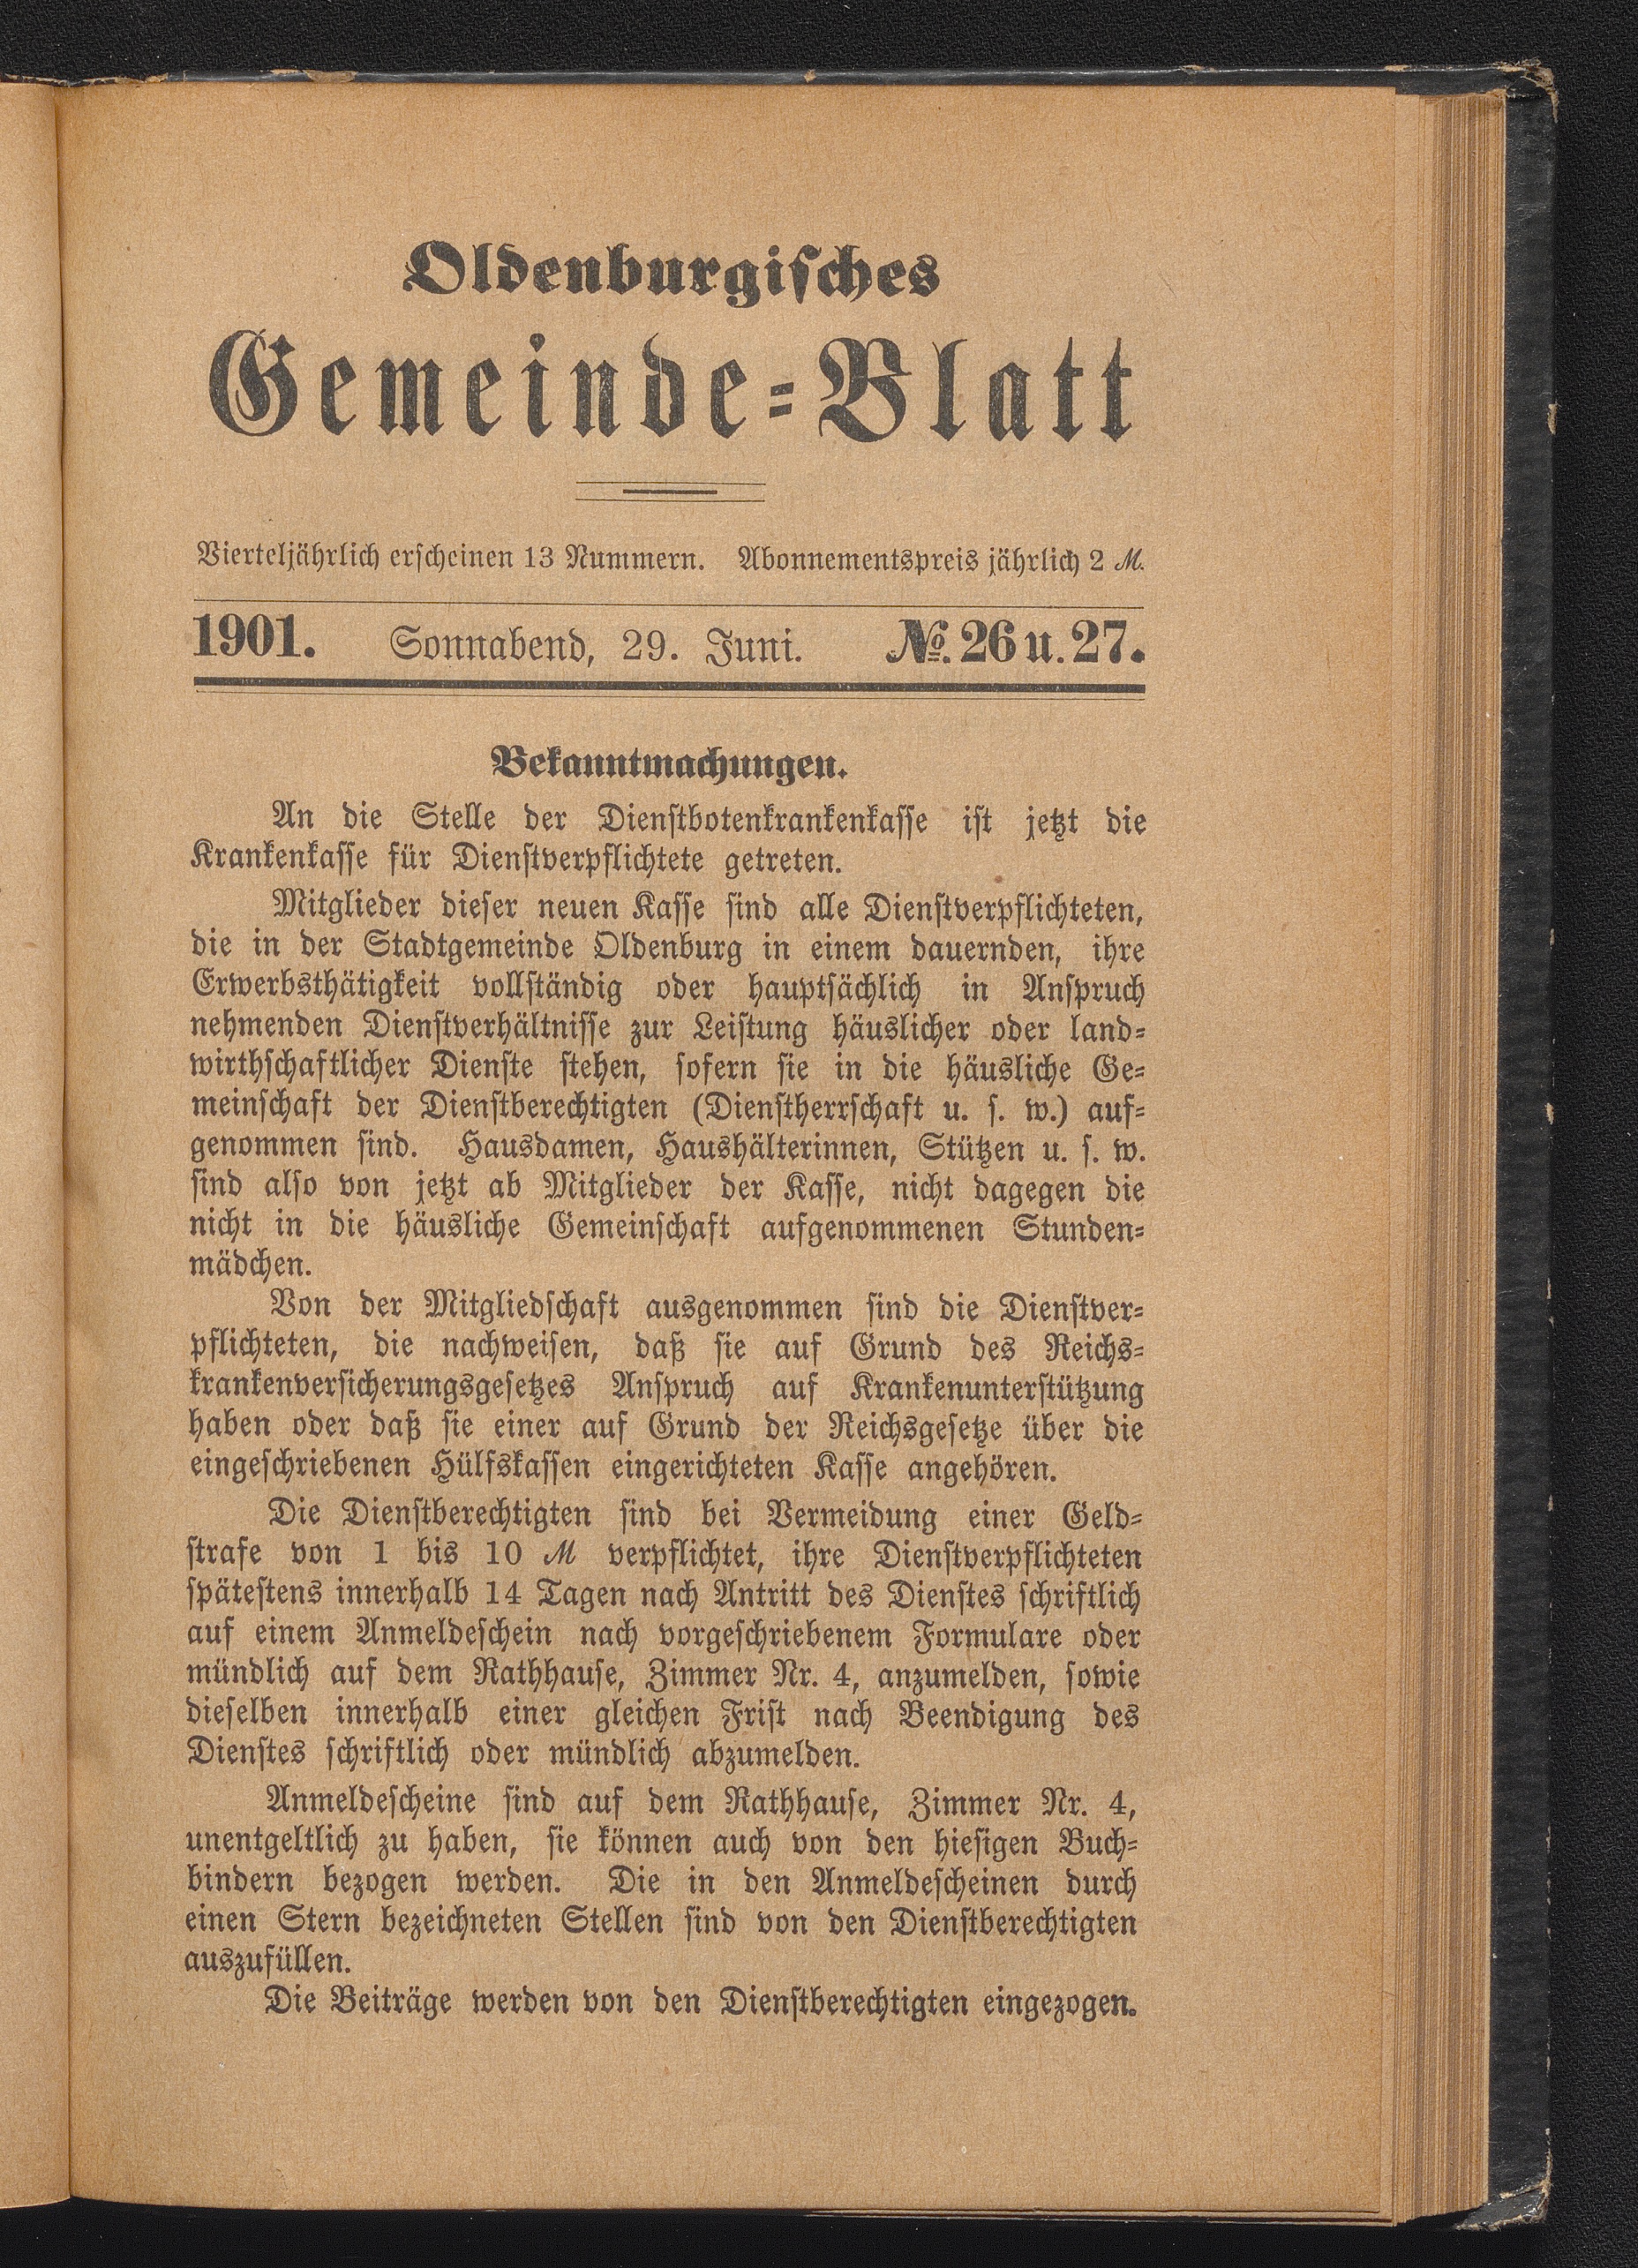 Oldenburgisches
Gemeinde-Blatt
Vierteljährlich erscheinen 13 Nummern. Abonnementspreis jährlich 2 ℳ.
1901. Sonnabend, 29. Juni. №. 26 u. 27.
Bekanntmachungen.
An die Stelle der Dienstbotenkrankenkasse ist jetzt die
Krankenkasse für Dienstverpflichtete getreten.
Mitglieder dieser neuen Kasse sind alle Dienstverpflichteten,
die in der Stadtgemeinde Oldenburg in einem dauernden, ihre
Erwerbsthätigkeit vollständig oder hauptsächlich in Anspruch
nehmenden Dienstverhältnisse zur Leistung häuslicher oder land-
wirthschaftlicher Dienste stehen, sofern sie in die häusliche Ge-
meinschaft der Dienstberechtigten (Dienstherrschaft u. s. w.) auf-
genommen sind. Hausdamen, Haushälterinnen, Stützen u. s. w.
sind also von jetzt ab Mitglieder der Kasse, nicht dagegen die
nicht in die häusliche Gemeinschaft aufgenommenen Stunden-
mädchen.
Von der Mitgliedschaft ausgenommen sind die Dienstver-
pflichteten, die nachweisen, daß sie auf Grund des Reichs-
krankenversicherungsgesetzes Anspruch auf Krankenunterstützung
haben oder daß sie einer auf Grund der Reichsgesetze über die
eingeschriebenen Hülfskassen eingerichteten Kasse angehören.
Die Dienstberechtigten sind bei Vermeidung einer Geld-
strafe von 1 bis 10 ℳ verpflichtet, ihre Dienstverpflichteten
spätestens innerhalb 14 Tagen nach Antritt des Dienstes schriftlich
auf einem Anmeldeschein nach vorgeschriebenem Formulare oder
mündlich auf dem Rathhause, Zimmer Nr. 4, anzumelden, sowie
dieselben innerhalb einer gleichen Frist nach Beendigung des
Dienstes schriftlich oder mündlich abzumelden.
Anmeldescheine sind auf dem Rathhause, Zimmer Nr. 4,
unentgeltlich zu haben, sie können auch von den hiesigen Buch-
bindern bezogen werden. Die in den Anmeldescheinen durch
einen Stern bezeichneten Stellen sind von den Dienstberechtigten
auszufüllen.
Die Beiträge werden von den Dienstberechtigten eingezogen.